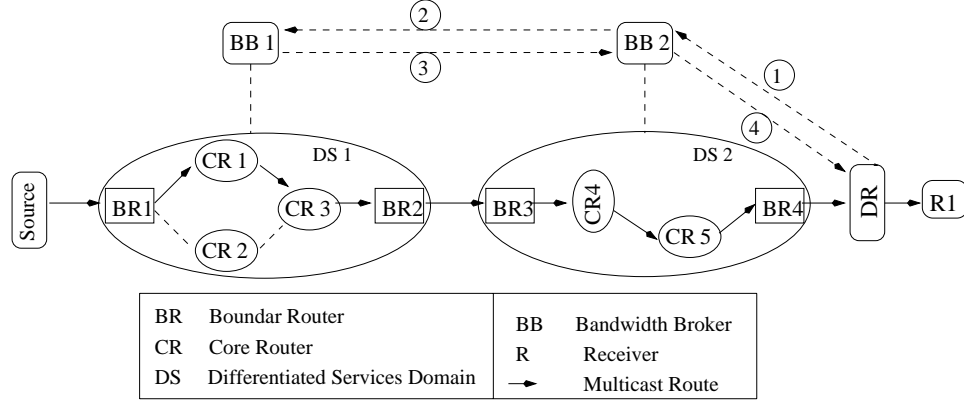 2
BB 1
BB 2
3
1
4
DS 1
DS 2
Source
BR1
CR 1
CR 2
CR 3
BR2
BR3
CR4
CR 5
BR4
DR
R1
BR Boundar Router
CR Core Router
DS Differentiated Services Domain
BB Bandwidth Broker
R Receiver
Multicast Route